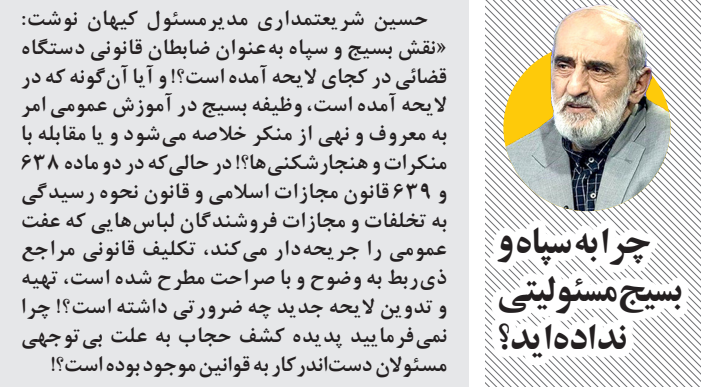 حسین شریعتمداری مدیرمسئول کیهان نوشت:
«نقش بسیج و سپاه به‌عنوان ضابطان قانونی دستگاه
قضائی در کجای لایحه آمده است؟! و آیا آن‌گونه که در
لایحه آمده است، وظیفه بسیج در آموزش عمومی امر
به معروف و نهی از منکر خلاصه می‌شود و یا مقابله با
منکرات و هنجارشکنی‌ها؟! در حالی‌که در دو ماده ۶۳۸
و ۶۳۹ قانون مجازات اسلامی و قانون نحوه رسیدگی
به تخلفات و مجازات فروشندگان لباس‌هایی که عفت
عمومی را جریحه‌دار می‌کند، تکلیف قانونی مراجع
ذی‌ربط به وضوح و با صراحت مطرح شده است، تهیه
و تدوین لایحه جدید چه ضرورتی داشته است؟! چرا
نمی‌فرمایید پدیده کشف حجاب به علت بی‌توجهی
مسئولان دست‌اندرکار به قوانین موجود بوده است؟!
چرا به سپاه و
بسیج مسئولیتی
نداده‌اید؟